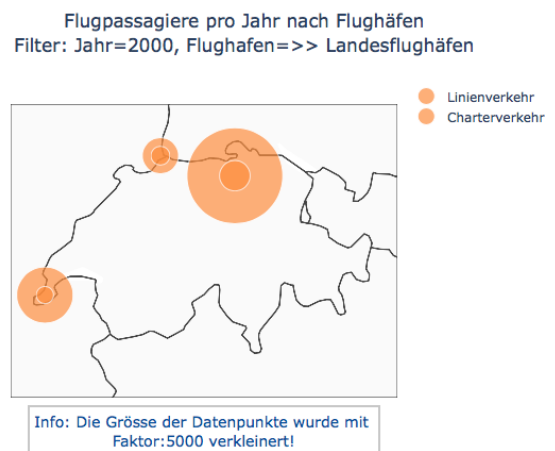 Flugpassagiere pro Jahr nach Flughäfen
Filter: Jahr=2000, Flughafen=>> Landesflughäfen
Linienverkehr
Charterverkehr
Info: Die Grösse der Datenpunkte wurde mit
Faktor:5000 verkleinert!